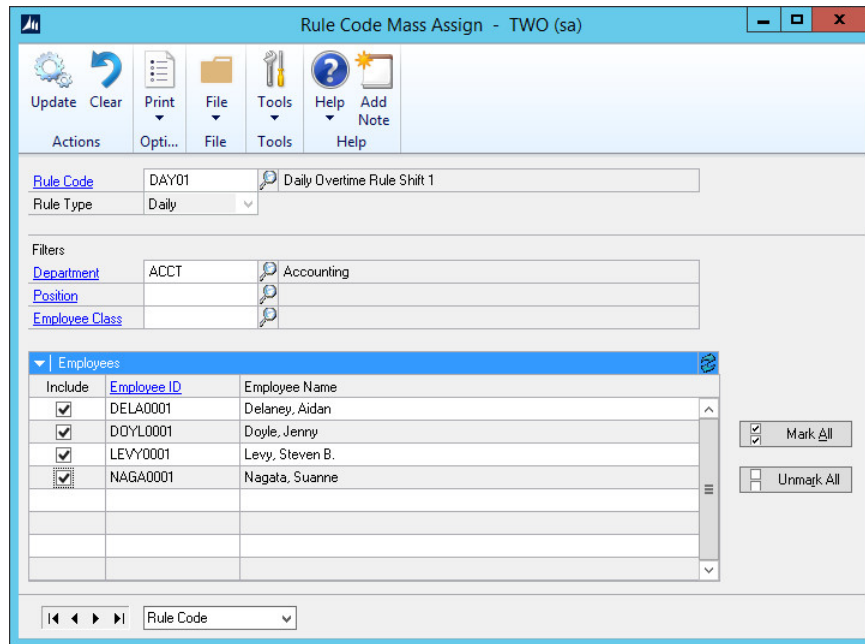 Rule Code Mass Assign - TWO (sa)
Update Clear Print File Tools Help Add Note
Actions Opti... File Tools Help
Rule Code DAY01 Daily Overtime Rule Shift 1
Rule Type Daily
Filters
Department ACCT Accounting
Position
Employee Class
Employees
Include Employee ID Employee Name
DELA0001 Delaney, Aidan
DOYL0001 Doyle, Jenny
LEVY0001 Levy, Steven B.
NAGA0001 Nagata, Suanne
Mark All
Unmark All
Rule Code